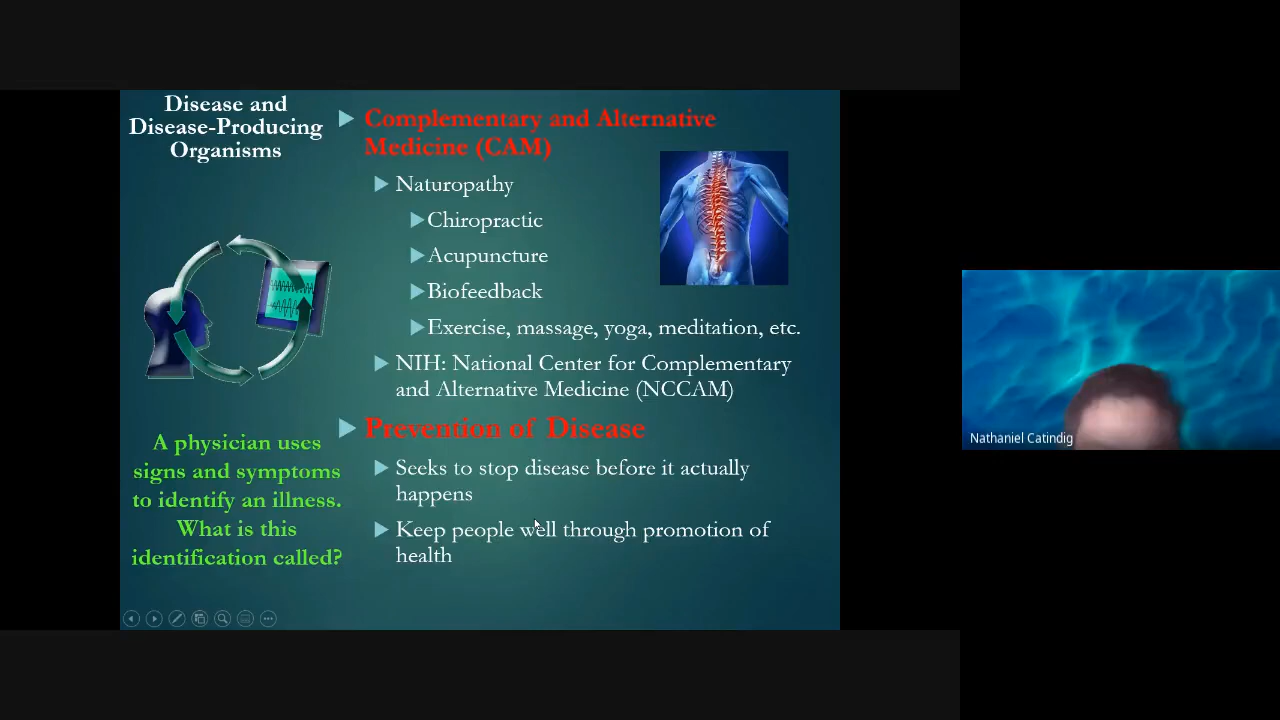 Disease and
Disease-Producing
Organisms
A physician uses
signs and symptoms
to identify an illness.
What is this
identification called?
Complementary and Alternative
Medicine (CAM)
Naturopathy
Chiropractic
Acupuncture
Biofeedback
Exercise, massage, yoga, meditation, etc.
NIH: National Center for Complementary
and Alternative Medicine (NCCAM)
Prevention of Disease
Seeks to stop disease before it actually
happens
Keep people well through promotion of
health
Nathaniel Catindig